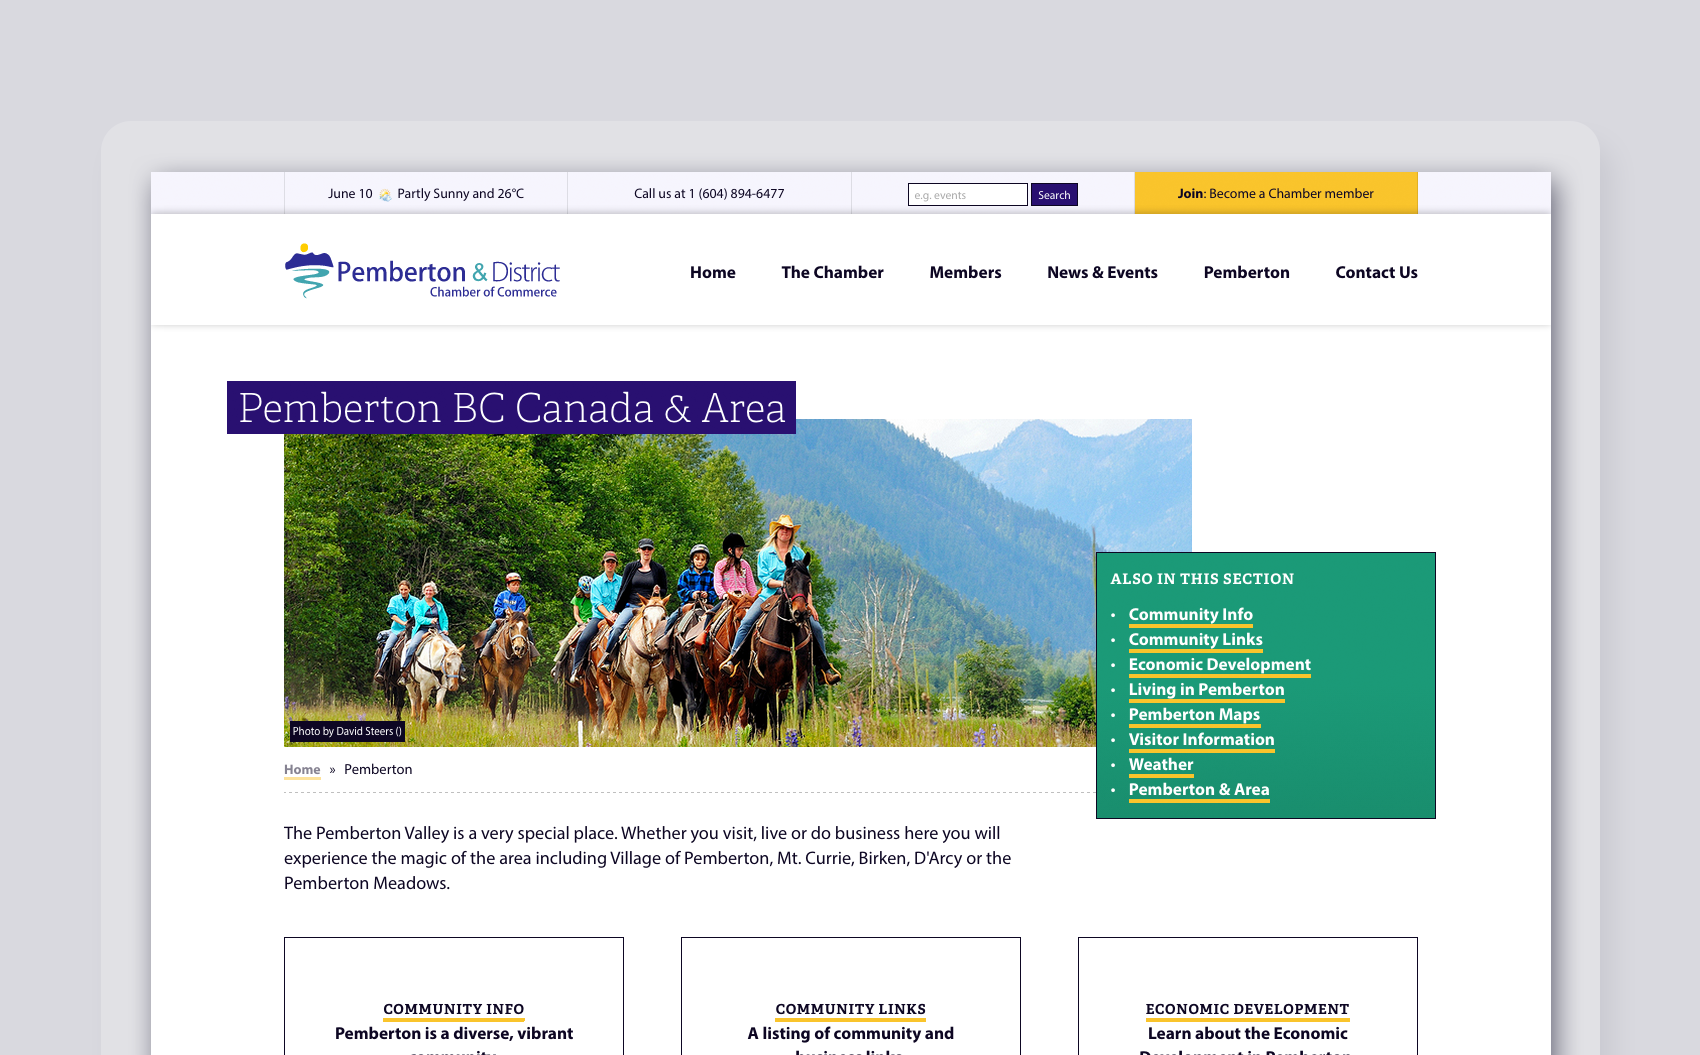 June 10 Partly Sunny and 26°C
Call us at 1 (604) 894-6477
e.g. events
Search
Join: Become a Chamber member
Pemberton & District
Chamber of Commerce
Home
The Chamber
Members
News & Events
Pemberton
Contact Us
Pemberton BC Canada & Area
Photo by David Steers ()
ALSO IN THIS SECTION
• Community Info
• Community Links
• Economic Development
• Living in Pemberton
• Pemberton Maps
• Visitor Information
• Weather
• Pemberton & Area
Home » Pemberton
The Pemberton Valley is a very special place. Whether you visit, live or do business here you will
experience the magic of the area including Village of Pemberton, Mt. Currie, Birken, D'Arcy or the
Pemberton Meadows.
COMMUNITY INFO
Pemberton is a diverse, vibrant
community
COMMUNITY LINKS
A listing of community and
business links
ECONOMIC DEVELOPMENT
Learn about the Economic
Development in Pemberton